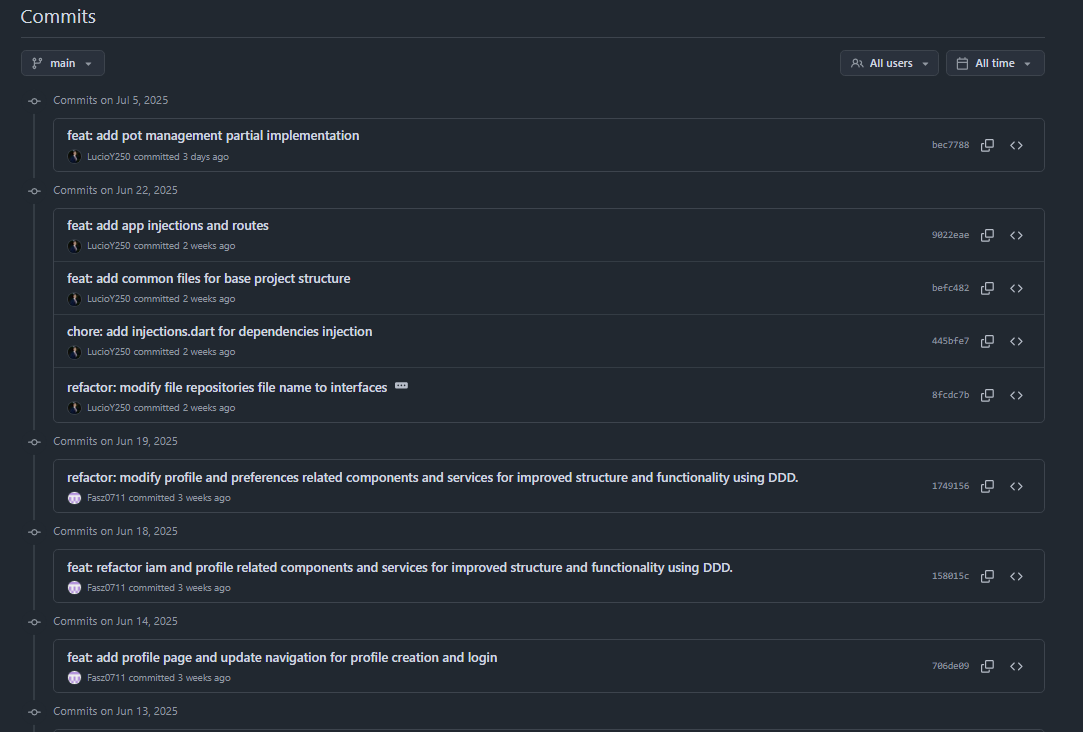 Commits
main
All users
All time
Commits on Jul 5, 2025
feat: add pot management partial implementation
LucioY250 committed 3 days ago
bec7788
Commits on Jun 22, 2025
feat: add app injections and routes
LucioY250 committed 2 weeks ago
9022eae
feat: add common files for base project structure
LucioY250 committed 2 weeks ago
befc482
chore: add injections.dart for dependencies injection
LucioY250 committed 2 weeks ago
445bfe7
refactor: modify file repositories file name to interfaces
LucioY250 committed 2 weeks ago
8fcdc7b
Commits on Jun 19, 2025
refactor: modify profile and preferences related components and services for improved structure and functionality using DDD.
Fasz0711 committed 3 weeks ago
1749156
Commits on Jun 18, 2025
feat: refactor iam and profile related components and services for improved structure and functionality using DDD.
Fasz0711 committed 3 weeks ago
158015c
Commits on Jun 14, 2025
feat: add profile page and update navigation for profile creation and login
Fasz0711 committed 3 weeks ago
706de09
Commits on Jun 13, 2025